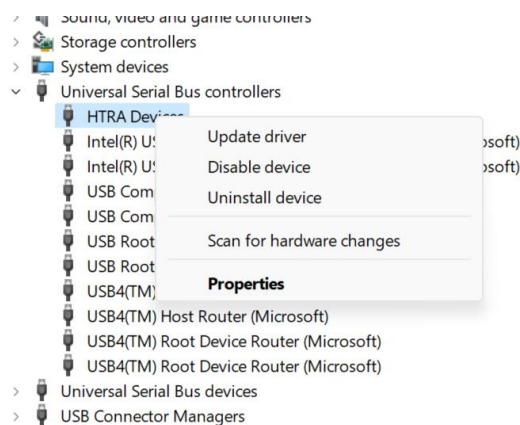 Sound, video and game controllers
Storage controllers
System devices
Universal Serial Bus controllers
HTRA Devices
Intel(R) US
osoft)
Intel(R) US
osoft)
USB Com
USB Com
USB Root
USB Root
USB4(TM)
USB4(TM) Host Router (Microsoft)
USB4(TM) Root Device Router (Microsoft)
USB4(TM) Root Device Router (Microsoft)
Universal Serial Bus devices
USB Connector Managers
Update driver
Disable device
Uninstall device
Scan for hardware changes
Properties